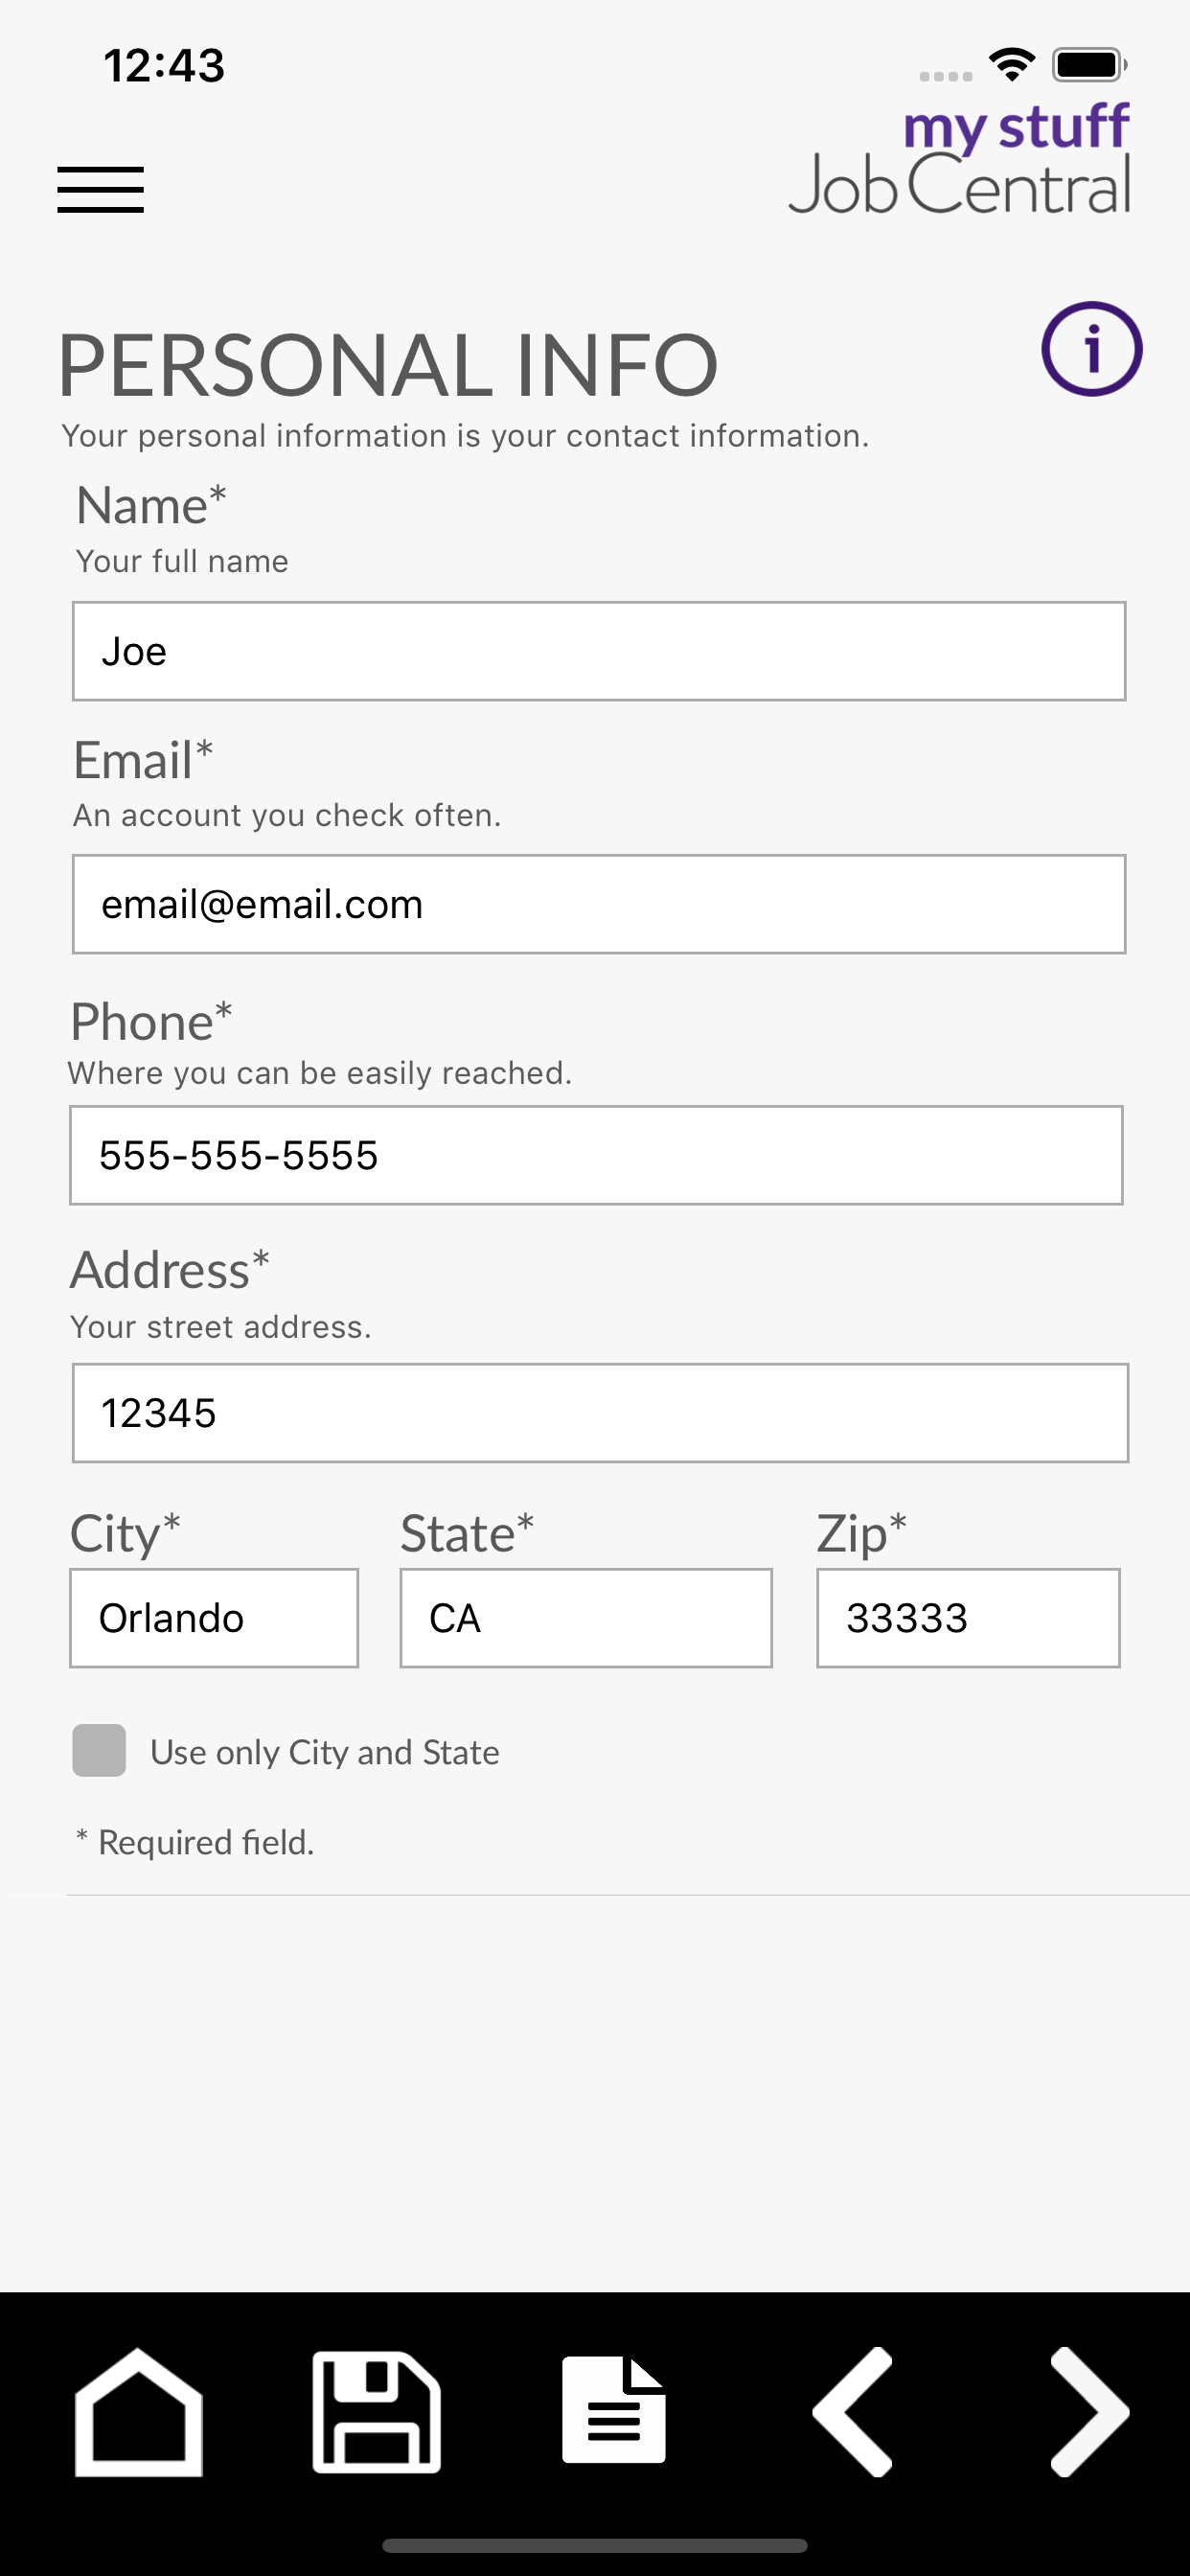 12:43
my stuff
Job Central
PERSONAL INFO
i
Your personal information is your contact information.
Name*
Your full name
Joe
Email*
An account you check often.
email@email.com
Phone*
Where you can be easily reached.
555-555-5555
Address*
Your street address.
12345
City* State* Zip*
Orlando CA 33333
Use only City and State
* Required field.